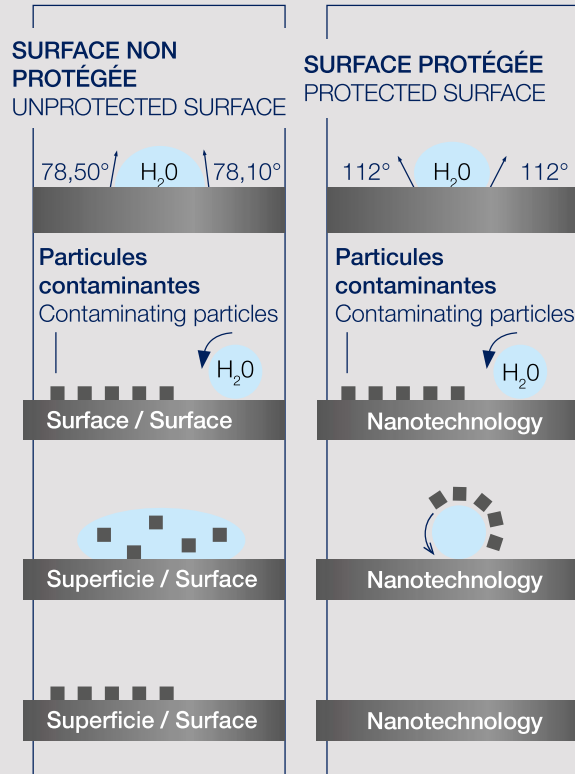 SURFACE NON
PROTÉGÉE
UNPROTECTED SURFACE
78,50° H₂0 78,10°
Particules
contaminantes
Contaminating particles
H₂0
Surface / Surface
Superficie / Surface
Superficie / Surface
SURFACE PROTÉGÉE
PROTECTED SURFACE
112° H₂0 112°
Particules
contaminantes
Contaminating particles
H₂0
Nanotechnology
Nanotechnology
Nanotechnology